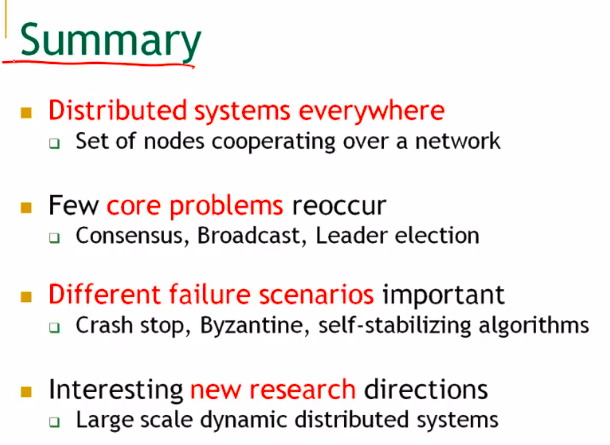 Summary
Distributed systems everywhere
Set of nodes cooperating over a network
Few core problems reoccur
Consensus, Broadcast, Leader election
Different failure scenarios important
Crash stop, Byzantine, self-stabilizing algorithms
Interesting new research directions
Large scale dynamic distributed systems